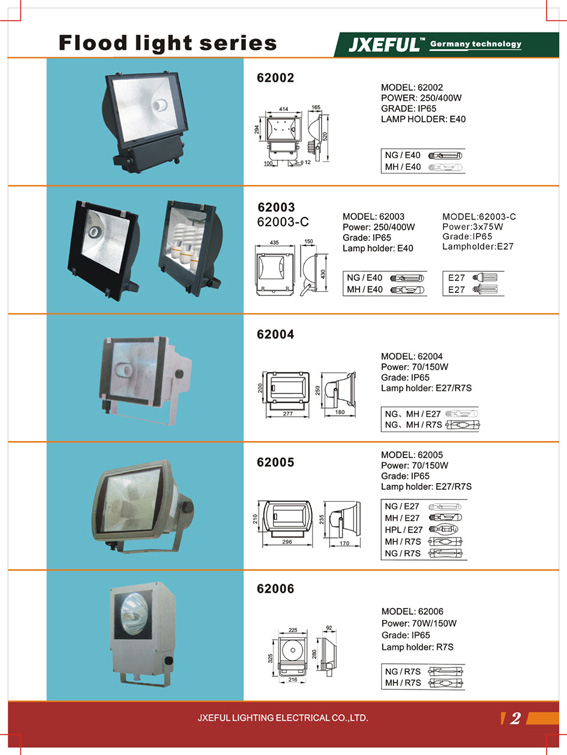 Flood light series
JXEFUL™ Germany technology
62002
414
165
294
520
100
9 12
MODEL: 62002
POWER: 250/400W
GRADE: IP65
LAMP HOLDER: E40
NG / E40
MH / E40
62003
62003-C
435
150
430
MODEL: 62003
Power: 250/400W
Grade: IP65
Lamp holder: E40
NG / E40
MH / E40
MODEL:62003-C
Power:3x75W
Grade:IP65
Lampholder:E27
E27
E27
62004
200
277
250
180
MODEL: 62004
Power: 70/150W
Grade: IP65
Lamp holder: E27/R7S
NG、MH / E27
NG、MH / R7S
62005
210
296
235
170
MODEL: 62005
Power: 70/150W
Grade: IP65
Lamp holder: E27/R7S
NG / E27
MH / E27
HPL / E27
MH / R7S
NG / R7S
62006
225
92
325
280
216
MODEL: 62006
Power: 70W/150W
Grade: IP65
Lamp holder: R7S
NG / R7S
MH / R7S
JXEFUL LIGHTING ELECTRICAL CO.,LTD.
2